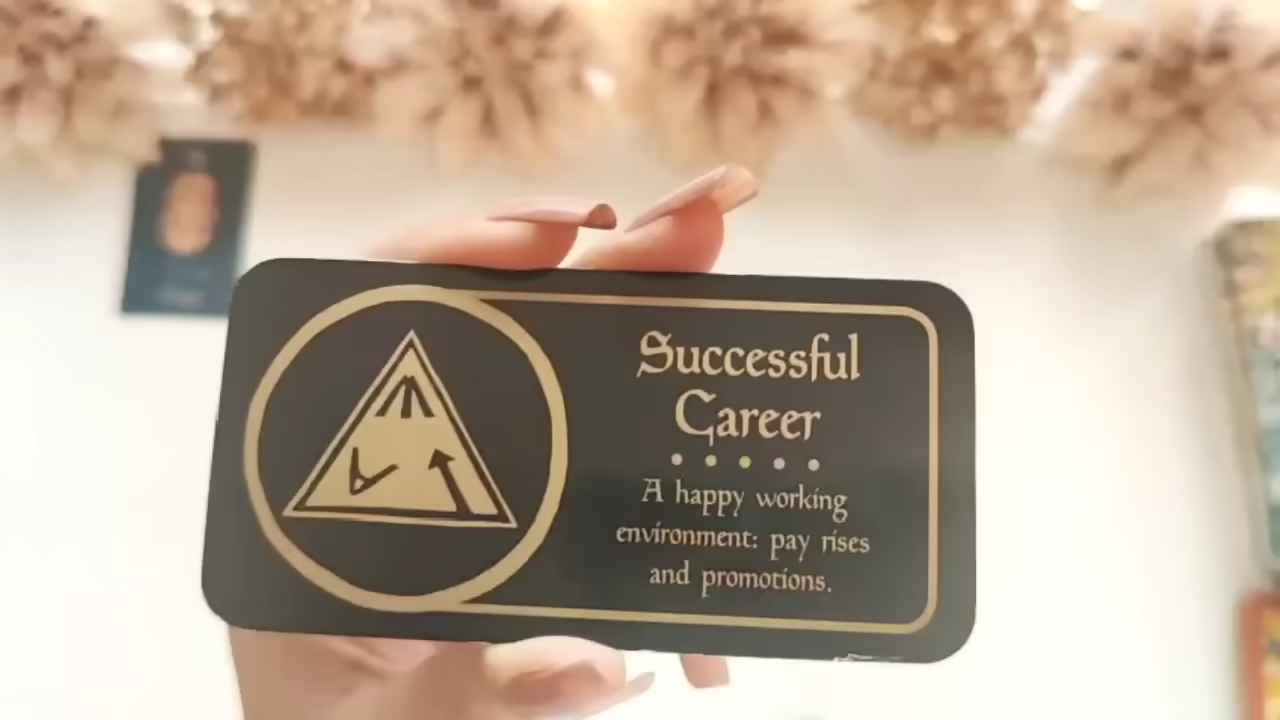 Successful
Career
A happy working
environment: pay rises
and promotions.